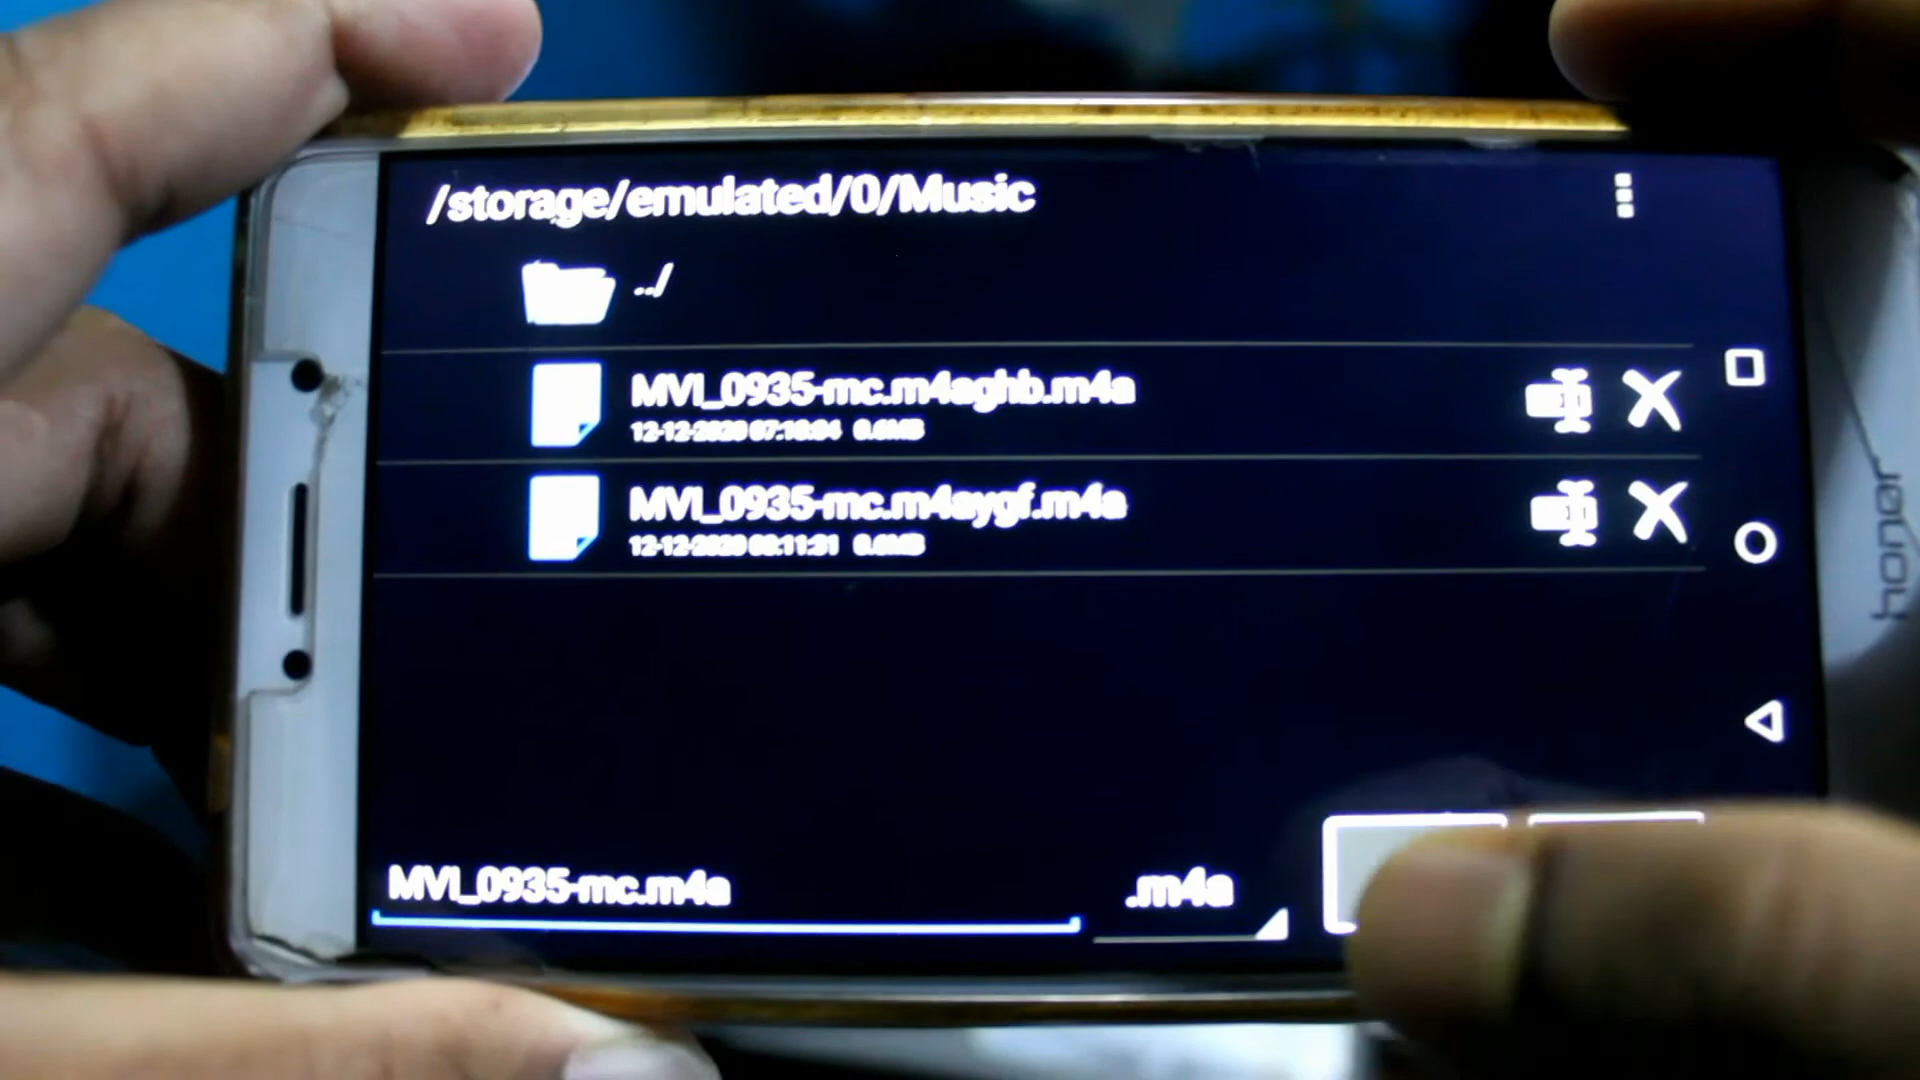 /storage/emulated/0/Music
../
MVI_0935-mc.m4aghb.m4a
MVI_0935-mc.m4aygf.m4a
MVI_0935-mc.m4a
.m4a
honor